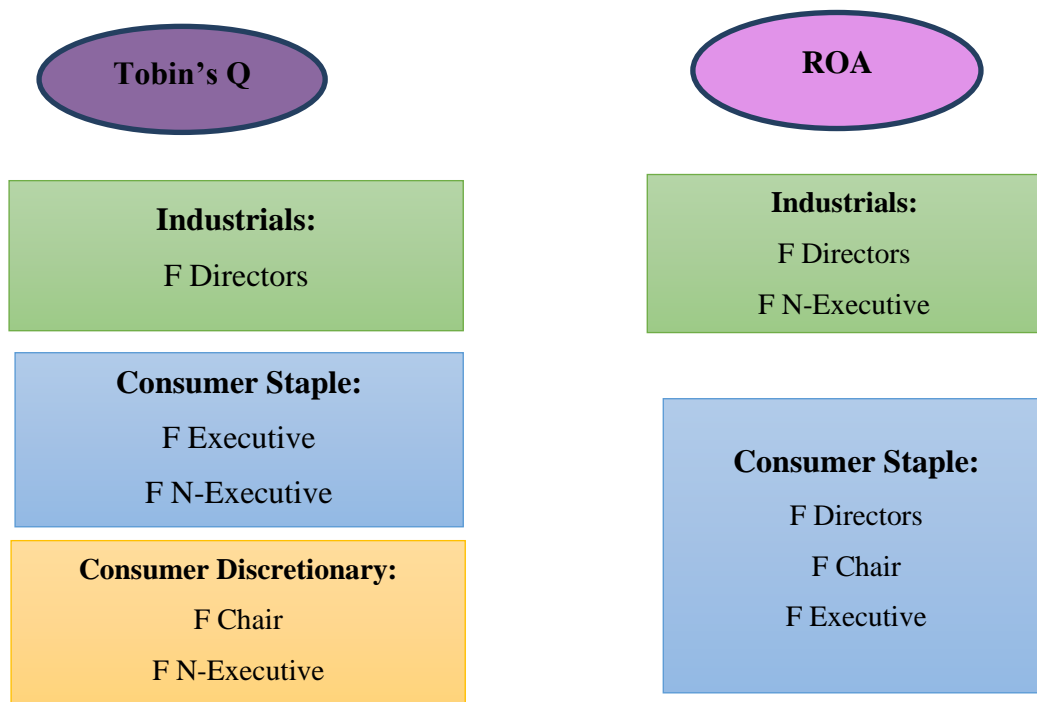 Tobin’s Q
Industrials:
F Directors
Consumer Staple:
F Executive
F N-Executive
Consumer Discretionary:
F Chair
F N-Executive
ROA
Industrials:
F Directors
F N-Executive
Consumer Staple:
F Directors
F Chair
F Executive